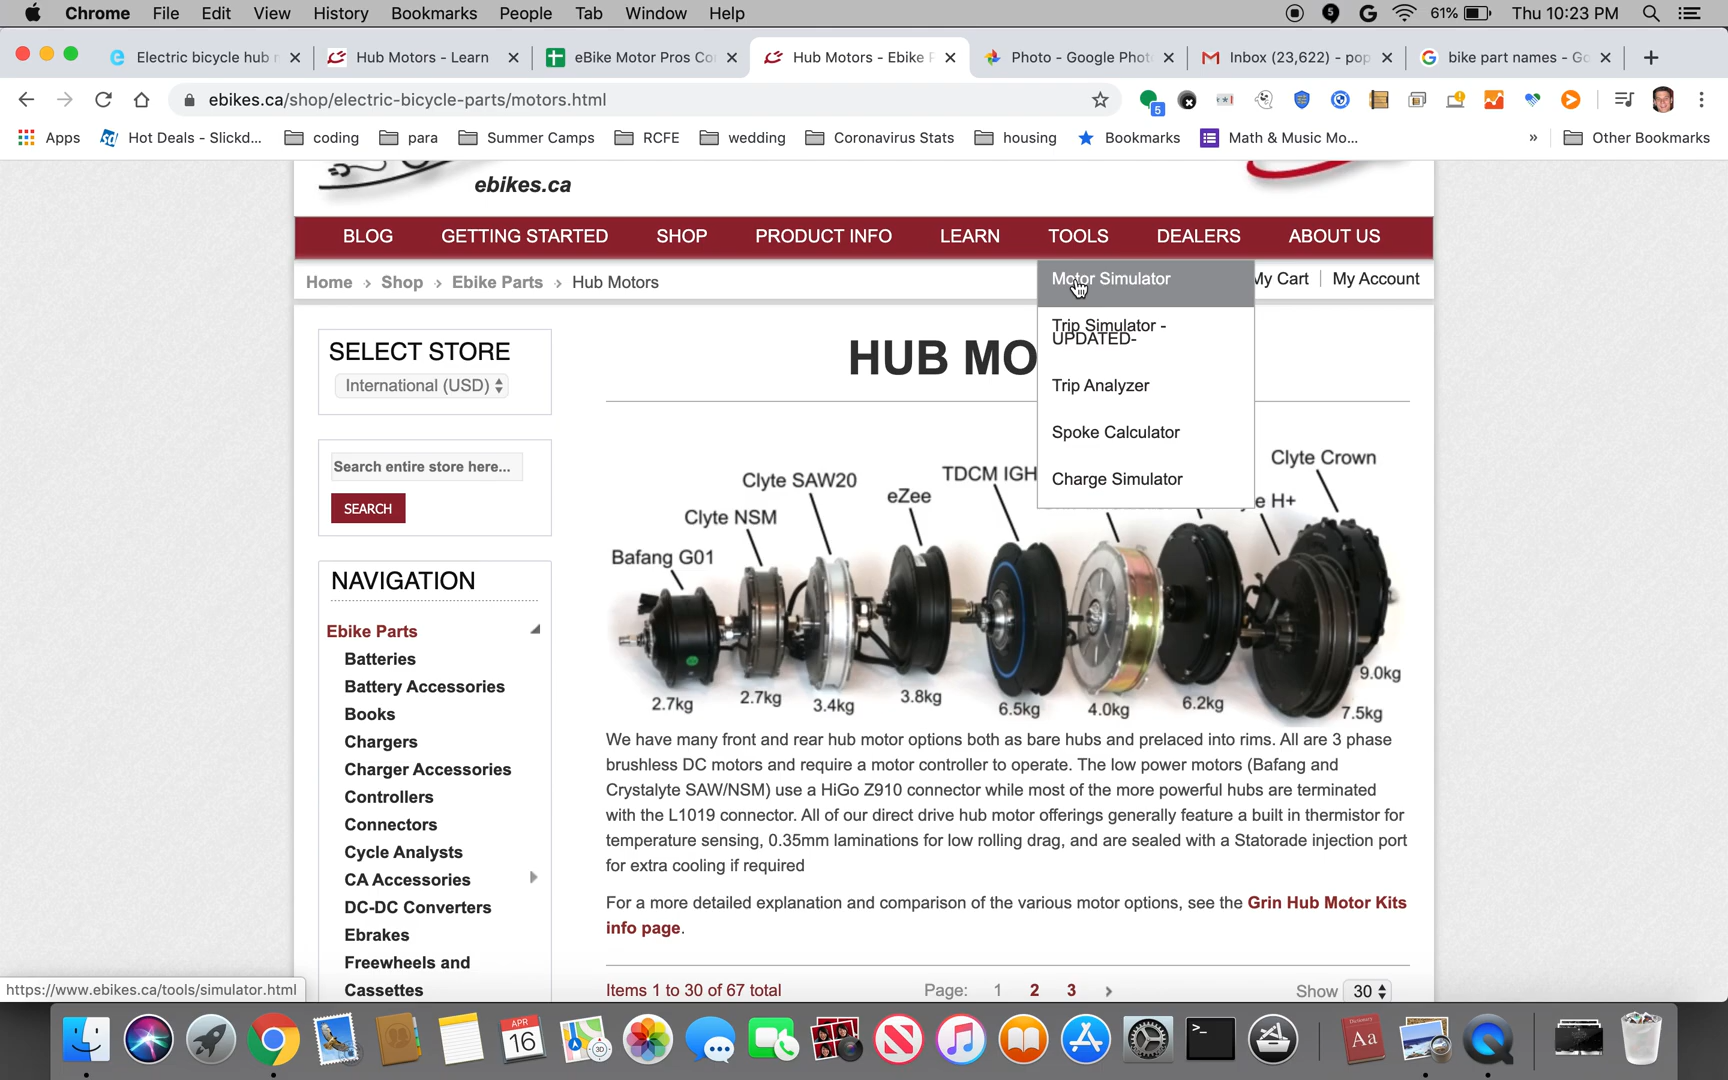 Chrome File Edit View History Bookmarks People Tab Window Help 5 61% Thu 10:23 PM
Electric bicycle hub Hub Motors - Learn eBike Motor Pros Co Hub Motors - Ebike Photo - Google Phot Inbox (23,622) - pop bike part names - Go
ebikes.ca/shop/electric-bicycle-parts/motors.html 5
Apps Hot Deals - Slickd... coding para Summer Camps RCFE wedding Coronavirus Stats housing Bookmarks Math & Music Mo... » Other Bookmarks
ebikes.ca
BLOG GETTING STARTED SHOP PRODUCT INFO LEARN TOOLS DEALERS ABOUT US
Home › Shop › Ebike Parts › Hub Motors
My Cart | My Account
Motor Simulator
Trip Simulator -
UPDATED-
Trip Analyzer
Spoke Calculator
Charge Simulator
SELECT STORE
International (USD)
Search entire store here...
SEARCH
NAVIGATION
Ebike Parts
Batteries
Battery Accessories
Books
Chargers
Charger Accessories
Controllers
Connectors
Cycle Analysts
CA Accessories
DC-DC Converters
Ebrakes
Freewheels and
Cassettes
HUB MO
Bafang G01
Clyte NSM
Clyte SAW20
eZee
TDCM IGH
e H+
Clyte Crown
2.7kg
2.7kg
3.4kg
3.8kg
6.5kg
4.0kg
6.2kg
7.5kg
9.0kg
We have many front and rear hub motor options both as bare hubs and prelaced into rims. All are 3 phase
brushless DC motors and require a motor controller to operate. The low power motors (Bafang and
Crystalyte SAW/NSM) use a HiGo Z910 connector while most of the more powerful hubs are terminated
with the L1019 connector. All of our direct drive hub motor offerings generally feature a built in thermistor for
temperature sensing, 0.35mm laminations for low rolling drag, and are sealed with a Statorade injection port
for extra cooling if required
For a more detailed explanation and comparison of the various motor options, see the Grin Hub Motor Kits
info page.
Items 1 to 30 of 67 total Page: 1 2 3 › Show 30
https://www.ebikes.ca/tools/simulator.html
APR
16
3D
Aa